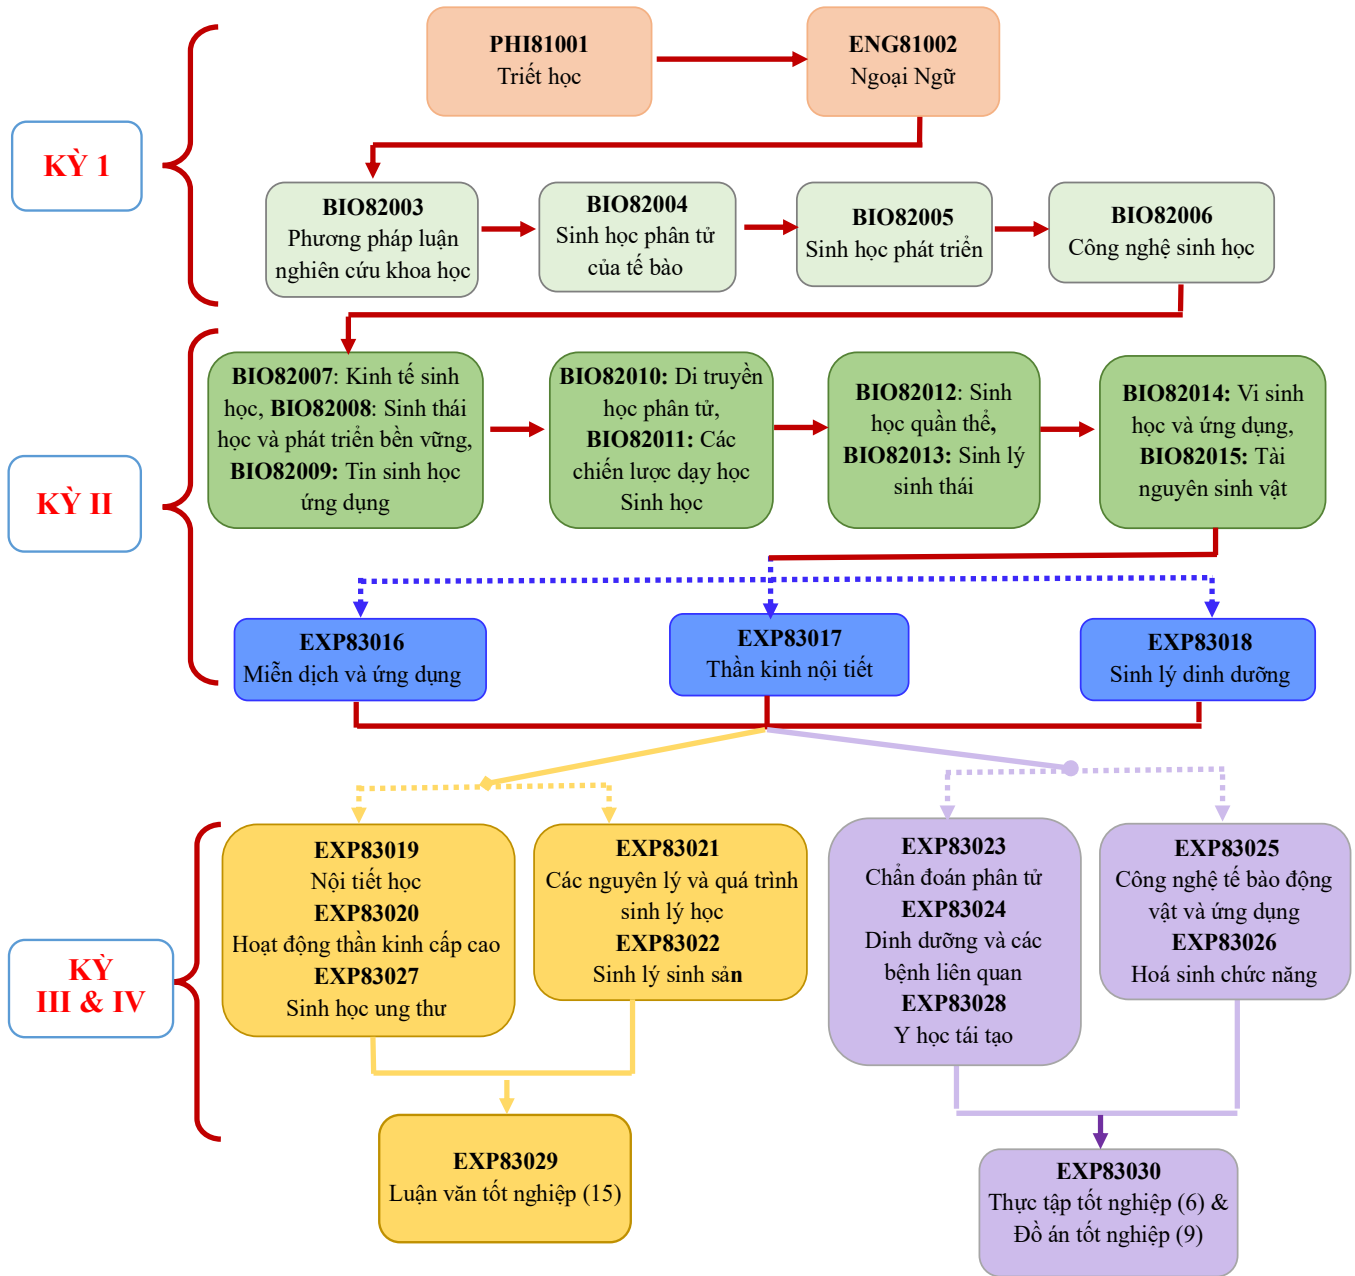 PHI81001
Triết học
ENG81002
Ngoại Ngữ
KỲ 1
BIO82003
Phương pháp luận
nghiên cứu khoa học
BIO82004
Sinh học phân tử
của tế bào
BIO82005
Sinh học phát triển
BIO82006
Công nghệ sinh học
KỲ II
BIO82007: Kinh tế sinh
học, BIO82008: Sinh thái
học và phát triển bền vững,
BIO82009: Tin sinh học
ứng dụng
BIO82010: Di truyền
học phân tử,
BIO82011: Các
chiến lược dạy học
Sinh học
BIO82012: Sinh
học quần thể,
BIO82013: Sinh lý
sinh thái
BIO82014: Vi sinh
học và ứng dụng,
BIO82015: Tài
nguyên sinh vật
EXP83016
Miễn dịch và ứng dụng
EXP83017
Thần kinh nội tiết
EXP83018
Sinh lý dinh dưỡng
KỲ
III & IV
EXP83019
Nội tiết học
EXP83020
Hoạt động thần kinh cấp cao
EXP83027
Sinh học ung thư
EXP83021
Các nguyên lý và quá trình
sinh lý học
EXP83022
Sinh lý sinh sản
EXP83023
Chẩn đoán phân tử
EXP83024
Dinh dưỡng và các
bệnh liên quan
EXP83028
Y học tái tạo
EXP83025
Công nghệ tế bào động
vật và ứng dụng
EXP83026
Hoá sinh chức năng
EXP83029
Luận văn tốt nghiệp (15)
EXP83030
Thực tập tốt nghiệp (6) &
Đồ án tốt nghiệp (9)